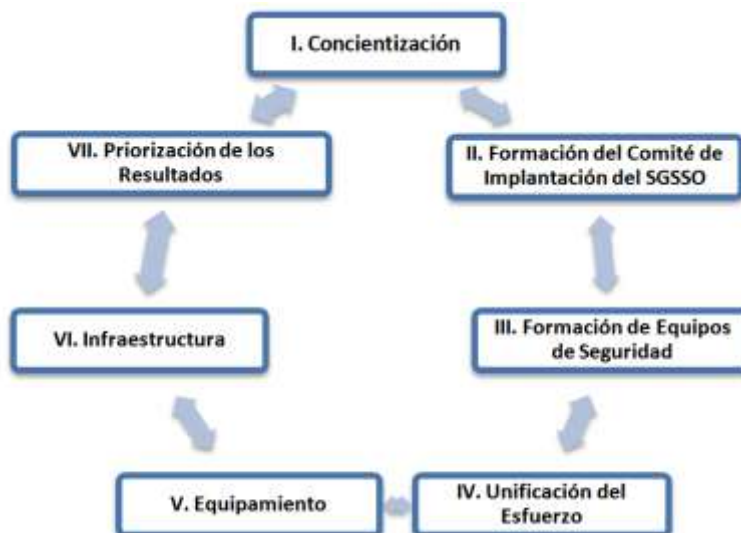 I. Concientización
VII. Priorización de los
Resultados
II. Formación del Comité de
Implantación del SGSSO
VI. Infraestructura
III. Formación de Equipos
de Seguridad
V. Equipamiento
IV. Unificación del
Esfuerzo